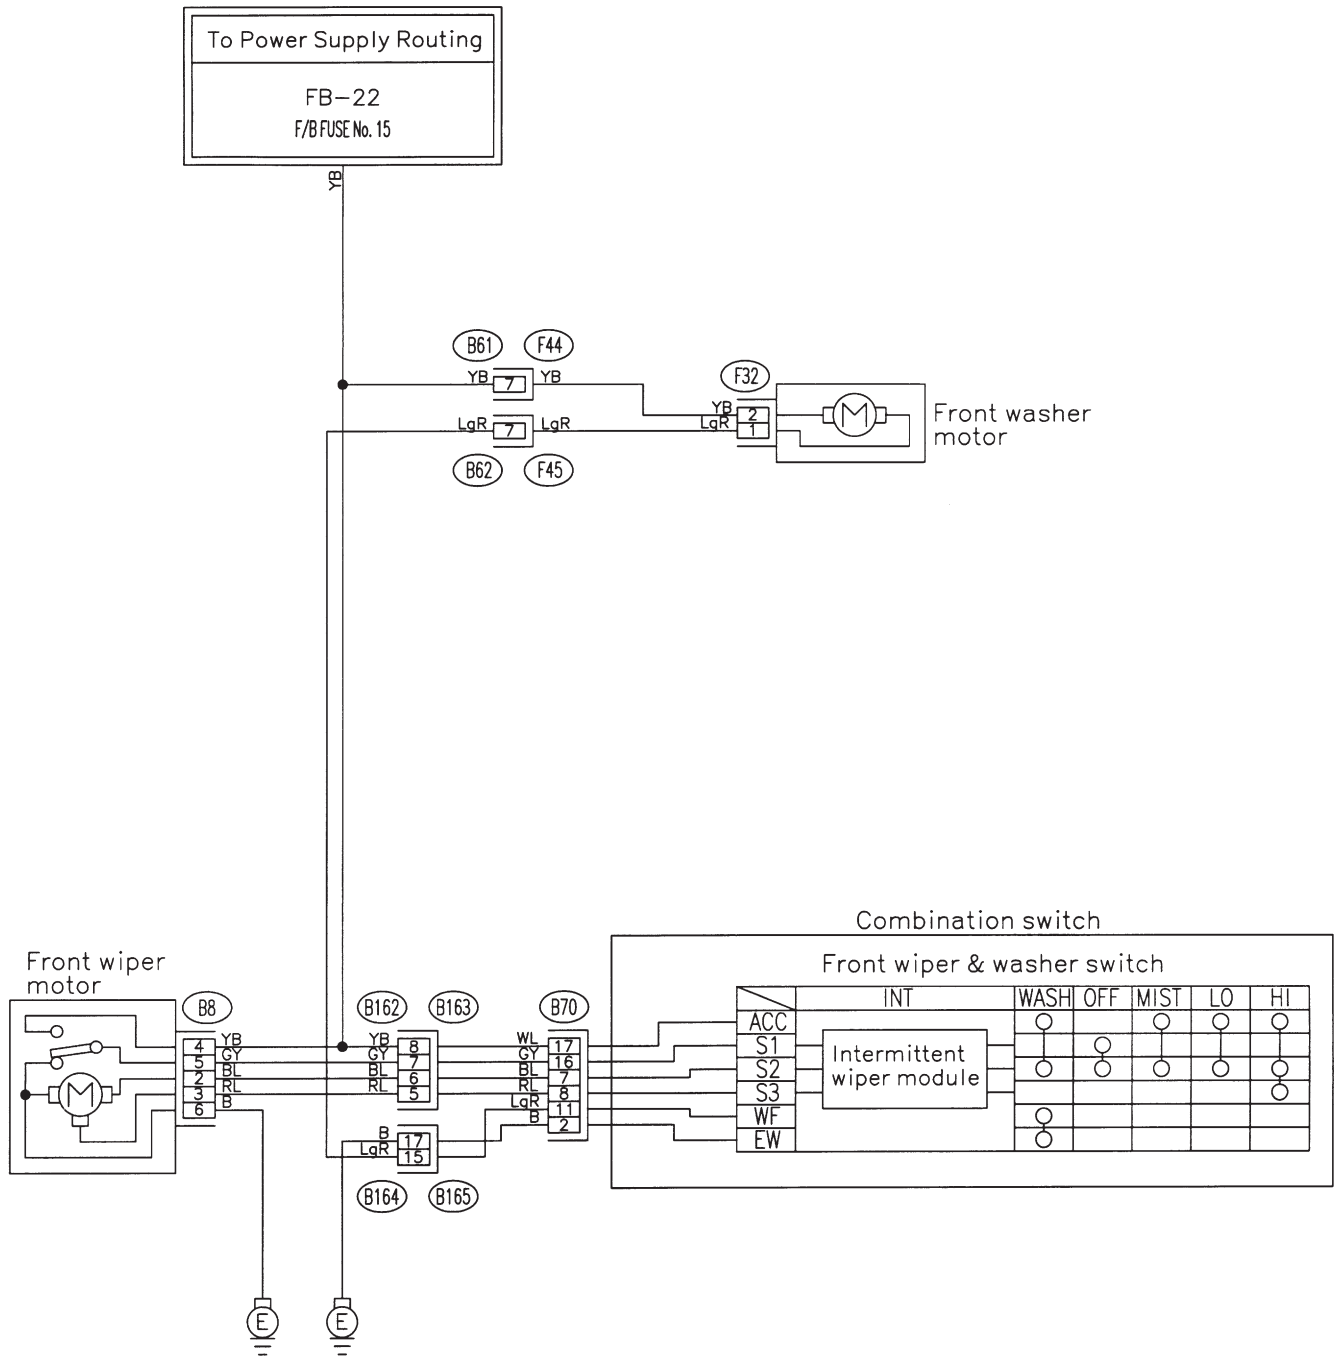 To Power Supply Routing
FB-22
F/B FUSE No. 15
YB
B61
F44
YB
7
YB
F32
YB
2
LgR
7
LgR
LgR
1
M
Front washer
motor
B62
F45
Combination switch
Front wiper & washer switch
Front wiper
motor
B8
B162
B163
B70
INT
WASH
OFF
MIST
LO
HI
ACC
S1
S2
S3
WF
EW
Intermittent
wiper module
4
YB
YB
8
WL
17
5
GY
GY
7
GY
16
2
BL
BL
6
BL
7
3
RL
RL
5
RL
8
6
B
LgR
11
B
2
M
B
17
LgR
15
B164
B165
E
E